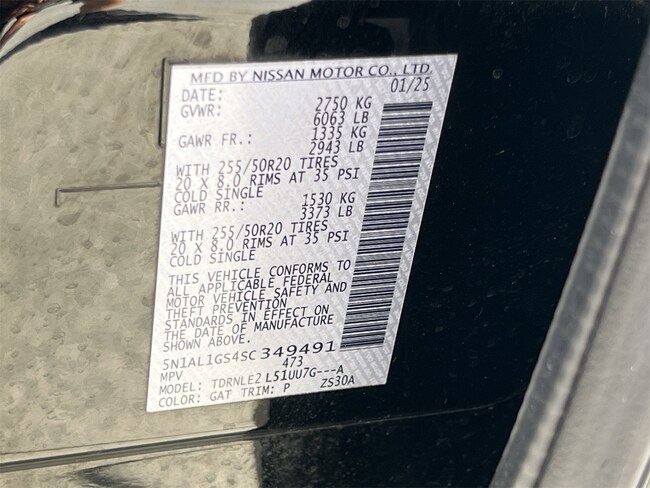 MFD BY NISSAN MOTOR CO., LTD.
DATE: 01/25
GVWR: 2750 KG
6063 LB
GAWR FR.: 1335 KG
2943 LB
WITH 255/50R20 TIRES
20 X 8.0 RIMS AT 35 PSI
COLD SINGLE
GAWR RR.: 1530 KG
3373 LB
WITH 255/50R20 TIRES
20 X 8.0 RIMS AT 35 PSI
COLD SINGLE
THIS VEHICLE CONFORMS TO
ALL APPLICABLE FEDERAL
MOTOR VEHICLE SAFETY AND
THEFT PREVENTION
STANDARDS IN EFFECT ON
THE DATE OF MANUFACTURE
SHOWN ABOVE.
5N1AL1GS4SC349491
MPV 473
MODEL: TDRNLE2 L51UU7G---A
COLOR: GAT TRIM: P ZS30A